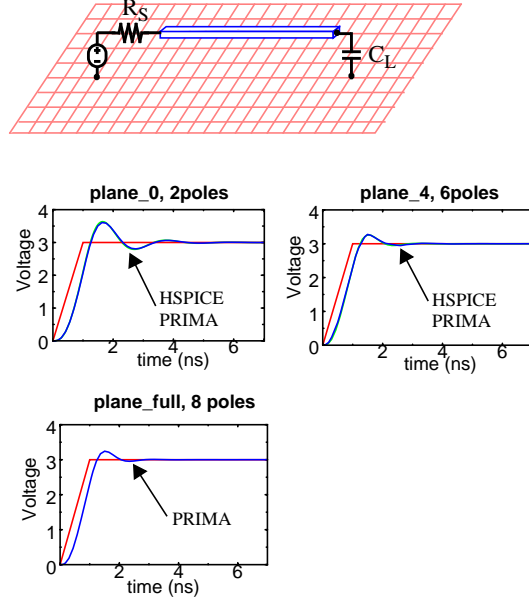 R_S
C_L
plane_0, 2poles
4
3
2
1
0
Voltage
HSPICE
PRIMA
2
4
6
time (ns)
plane_4, 6poles
4
3
2
1
0
Voltage
HSPICE
PRIMA
2
4
6
time (ns)
plane_full, 8 poles
4
3
2
1
0
Voltage
PRIMA
2
4
6
time (ns)